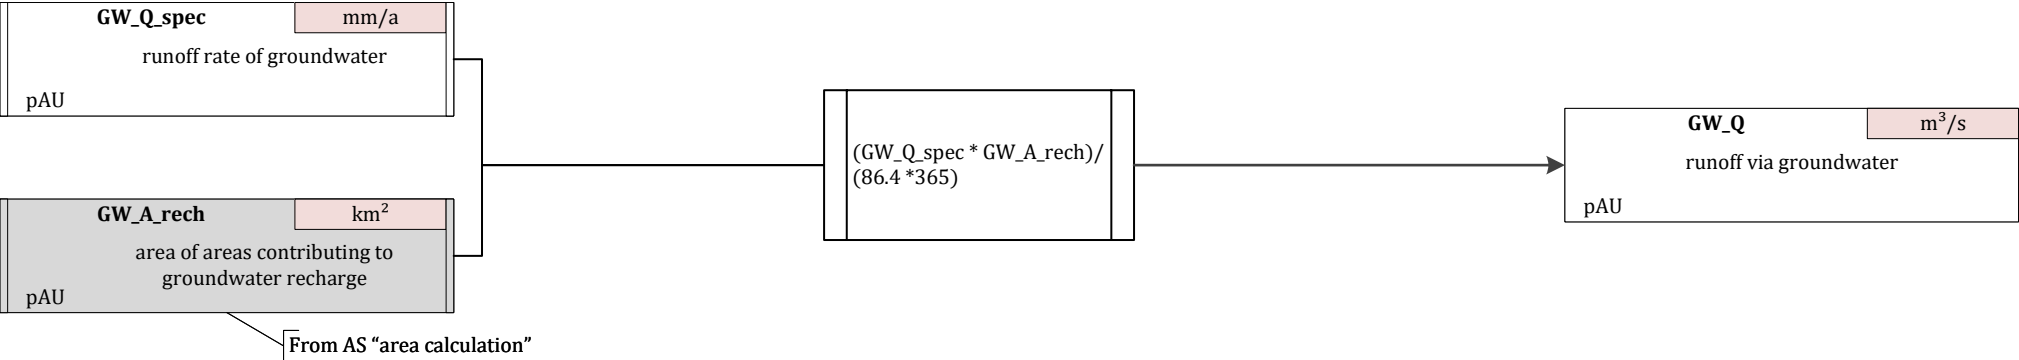 GW_Q_spec
mm/a
runoff rate of groundwater
pAU
GW_A_rech
km²
area of areas contributing to
groundwater recharge
pAU
From AS “area calculation”
(GW_Q_spec * GW_A_rech)/
(86.4 *365)
GW_Q
m³/s
runoff via groundwater
pAU